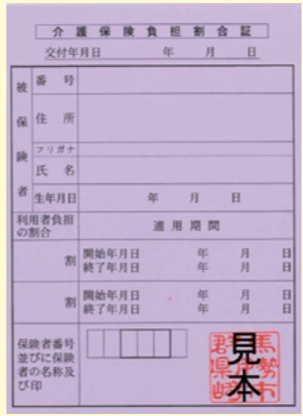 介護保険負担割合証
交付年月日 年 月 日
被保険者
番号
住所
フリガナ
氏名
生年月日 年 月 日
利用者負担の割合 適用期間
割 開始年月日 年 月 日
終了年月日 年 月 日
割 開始年月日 年 月 日
終了年月日 年 月 日
保険者番号
並びに保険
者の名称及
び印
見本